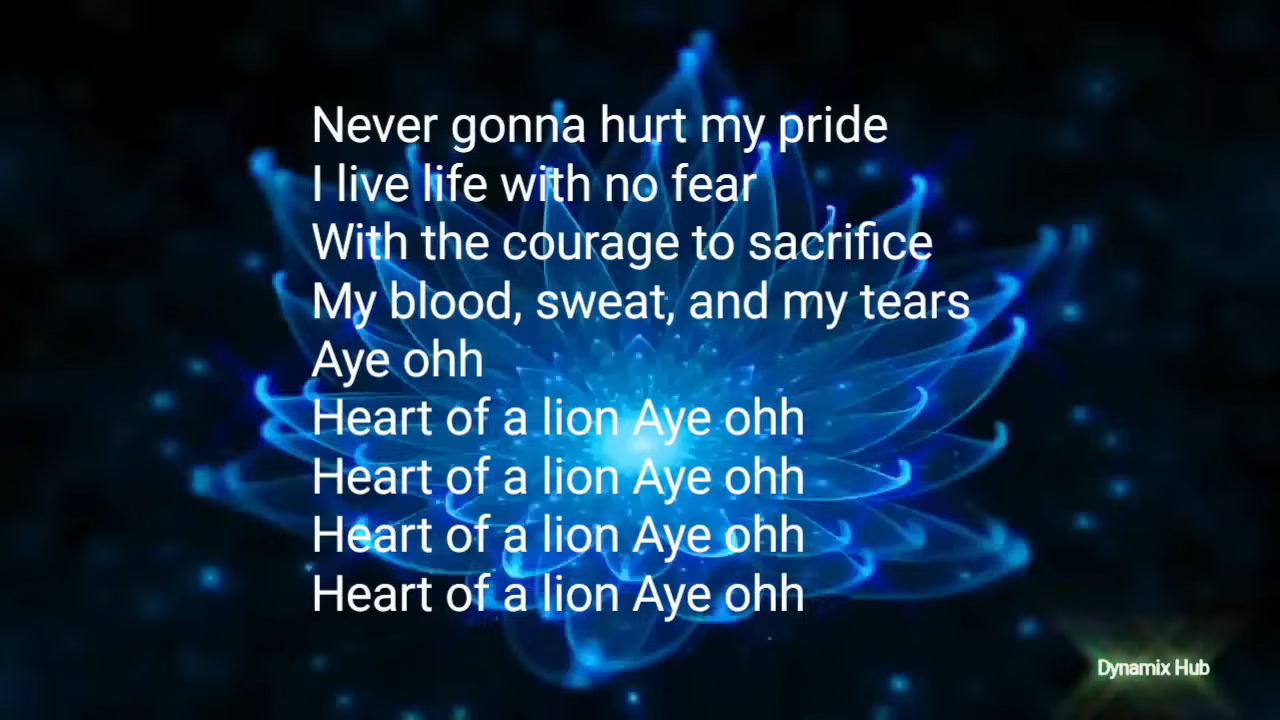 Never gonna hurt my pride
I live life with no fear
With the courage to sacrifice
My blood, sweat, and my tears
Aye ohh
Heart of a lion Aye ohh
Heart of a lion Aye ohh
Heart of a lion Aye ohh
Heart of a lion Aye ohh
Dynamix Hub